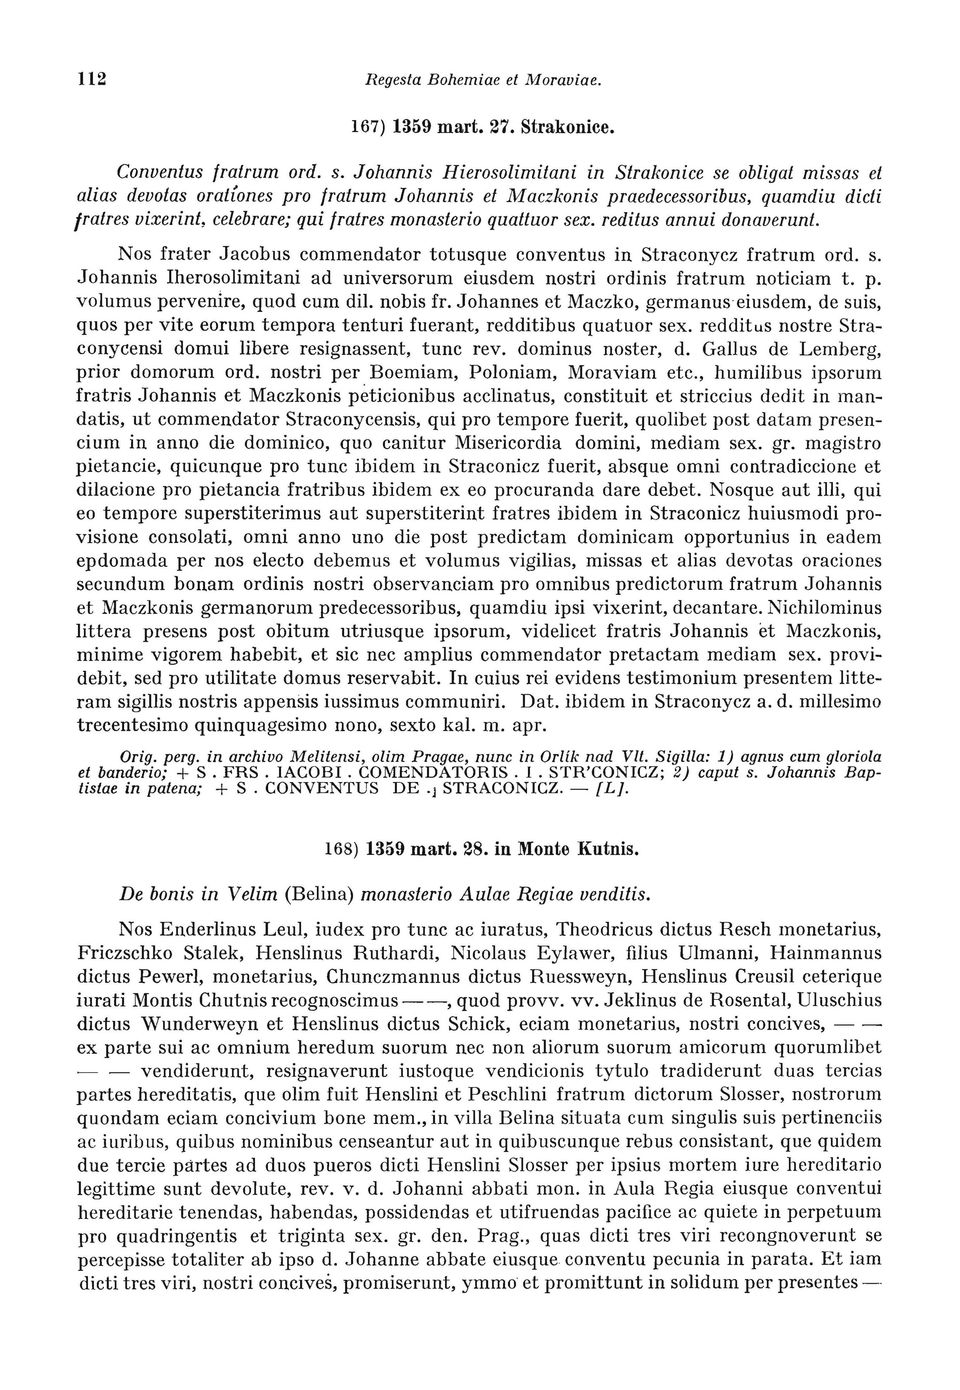 112
Regesta Bohemiae et Moraviae.
167) 1359 mart. 27. Strakonice.
Conventus fratrum ord. s. Johannis Hierosolimitani in Strakonice se obligat missas et
alias devotas orationes pro fratrum Johannis et Maczkonis praedecessoribus, quamdiu dicti
fratres vixerint, celebrare; qui fratres monasterio quattuor sex. reditus annui donaverunt.
Nos frater Jacobus commendator totusque conventus in Straconycz fratrum ord. s.
Johannis Iherosolimitani ad universorum eiusdem nostri ordinis fratrum noticiam t. p.
volumus pervenire, quod cum dil. nobis fr. Johannes et Maczko, germanus eiusdem, de suis,
quos per vite eorum tempora tenturi fuerant, redditibus quatuor sex. redditus nostre Stra-
conycensi domui libere resignassent, tunc rev. dominus noster, d. Gallus de Lemberg,
prior domorum ord. nostri per Boemiam, Poloniam, Moraviam etc., humilibus ipsorum
fratris Johannis et Maczkonis peticionibus acclinatus, constituit et striccius dedit in man-
datis, ut commendator Straconycensis, qui pro tempore fuerit, quolibet post datam presen-
cium in anno die dominico, quo canitur Misericordia domini, mediam sex. gr. magistro
pietancie, quicunque pro tunc ibidem in Straconicz fuerit, absque omni contradiccione et
dilacione pro pietancia fratribus ibidem ex eo procuranda dare debet. Nosque aut illi, qui
eo tempore superstiterimus aut superstiterint fratres ibidem in Straconicz huiusmodi pro-
visione consolati, omni anno uno die post predictam dominicam opportunius in eadem
epdomada per nos electo debemus et volumus vigilias, missas et alias devotas oraciones
secundum bonam ordinis nostri observanciam pro omnibus predictorum fratrum Johannis
et Maczkonis germanorum predecessoribus, quamdiu ipsi vixerint, decantare. Nichilominus
littera presens post obitum utriusque ipsorum, videlicet fratris Johannis et Maczkonis,
minime vigorem habebit, et sic nec amplius commendator pretactam mediam sex. provi-
debit, sed pro utilitate domus reservabit. In cuius rei evidens testimonium presentem litte-
ram sigillis nostris appensis iussimus communiri. Dat. ibidem in Straconycz a. d. millesimo
trecentesimo quinquagesimo nono, sexto kal. m. apr.
Orig. perg. in archivo Melitensi, olim Pragae, nunc in Orlík nad Vlt. Sigilla: 1) agnus cum gloriola
et banderio; + S . FRS . IACOBI . COMENDATORIS . I . STR'CONICZ; 2) caput s. Johannis Bap-
tistae in patena; + S . CONVENTUS DE .j STRACONICZ. — [L].
168) 1359 mart. 28. in Monte Kutnis.
De bonis in Velim (Belina) monasterio Aulae Regiae venditis.
Nos Enderlinus Leul, iudex pro tunc ac iuratus, Theodricus dictus Resch monetarius,
Friczschko Stalek, Henslinus Ruthardi, Nicolaus Eylawer, filius Ulmanni, Hainmannus
dictus Pewerl, monetarius, Chunczmannus dictus Ruessweyn, Henslinus Creusil ceterique
iurati Montis Chutnis recognoscimus — —, quod provv. vv. Jeklinus de Rosental, Uluschius
dictus Wunderweyn et Henslinus dictus Schick, eciam monetarius, nostri concives, — —
ex parte sui ac omnium heredum suorum nec non aliorum suorum amicorum quorumlibet
— — vendiderunt, resignaverunt iustoque vendicionis tytulo tradiderunt duas tercias
partes hereditatis, que olim fuit Henslini et Peschlini fratrum dictorum Slosser, nostrorum
quondam eciam concivium bone mem., in villa Belina situata cum singulis suis pertinenciis
ac iuribus, quibus nominibus censeantur aut in quibuscunque rebus consistant, que quidem
due tercie partes ad duos pueros dicti Henslini Slosser per ipsius mortem iure hereditario
legittime sunt devolute, rev. v. d. Johanni abbati mon. in Aula Regia eiusque conventui
hereditarie tenendas, habendas, possidendas et utifruendas pacifice ac quiete in perpetuum
pro quadringentis et triginta sex. gr. den. Prag., quas dicti tres viri recongnoverunt se
percepisse totaliter ab ipso d. Johanne abbate eiusque conventu pecunia in parata. Et iam
dicti tres viri, nostri concives, promiserunt, ymmo et promittunt in solidum per presentes —